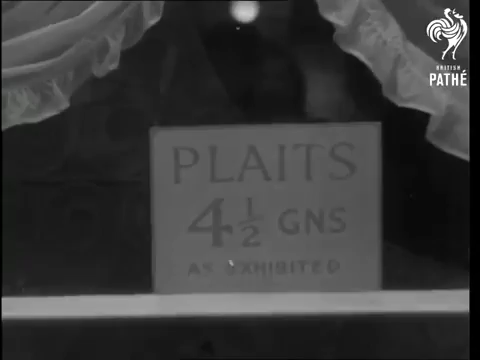 PLAITS
4½ GNS
AS EXHIBITED
BRITISH
PATHÉ